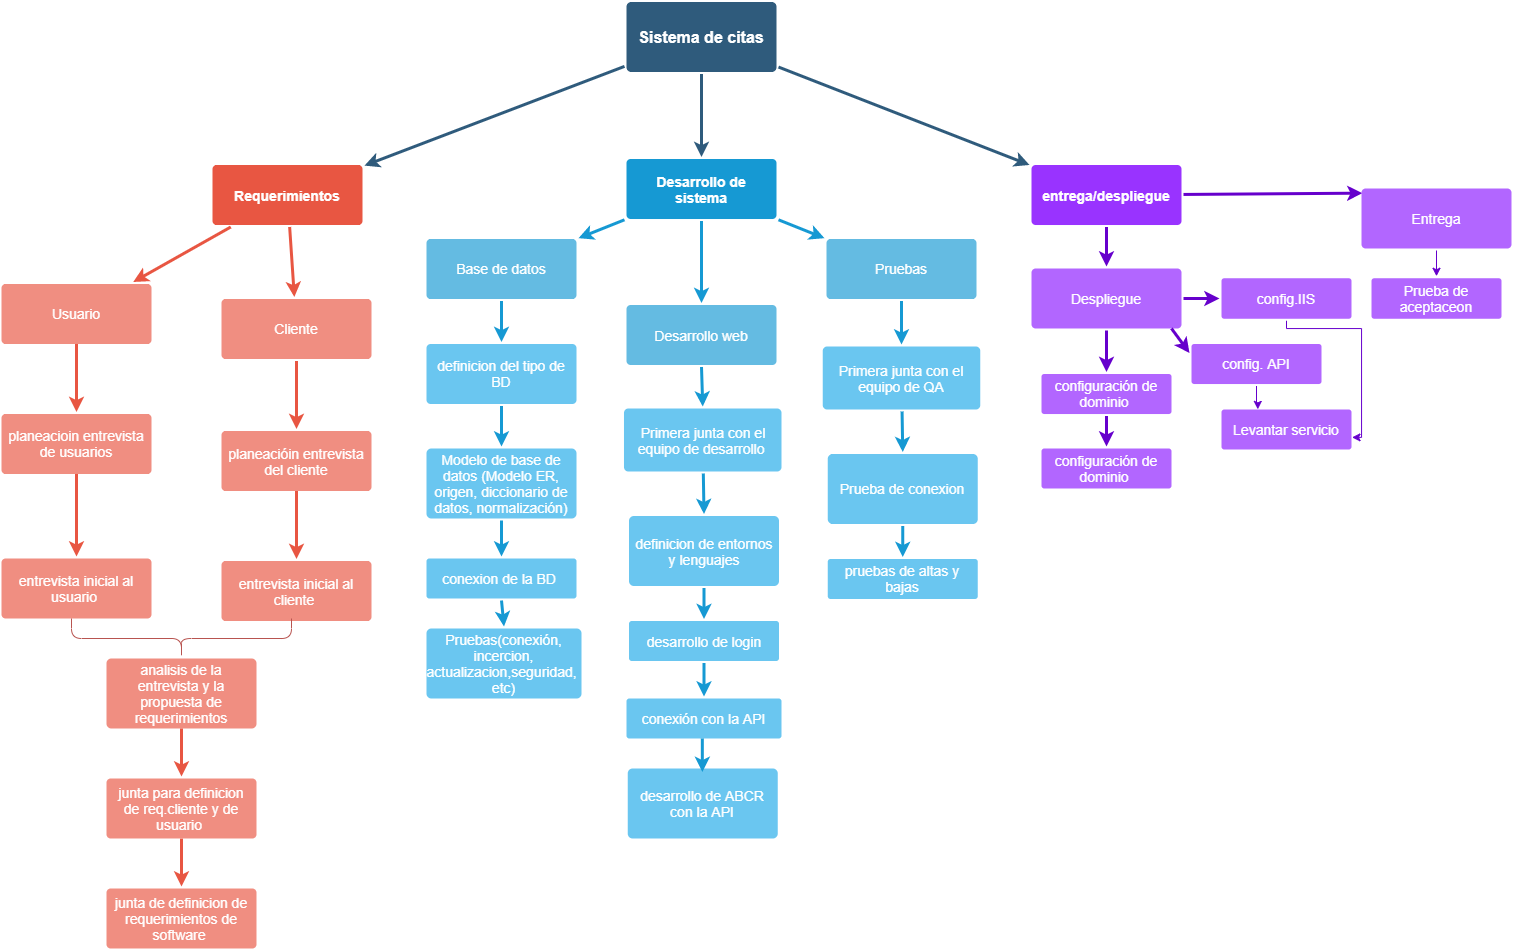 Sistema de citas
Requerimientos
Usuario
planeacioin entrevista
de usuarios
entrevista inicial al
usuario
Cliente
planeacióin entrevista
del cliente
entrevista inicial al
cliente
analisis de la
entrevista y la
propuesta de
requerimientos
junta para definicion
de req.cliente y de
usuario
junta de definicion de
requerimientos de
software
Desarrollo de
sistema
Base de datos
definicion del tipo de
BD
Modelo de base de
datos (Modelo ER,
origen, diccionario de
datos, normalización)
conexion de la BD
Pruebas(conexión,
incercion,
actualizacion,seguridad,
etc)
Desarrollo web
Primera junta con el
equipo de desarrollo
definicion de entornos
y lenguajes
desarrollo de login
conexión con la API
desarrollo de ABCR
con la API
Pruebas
Primera junta con el
equipo de QA
Prueba de conexion
pruebas de altas y
bajas
entrega/despliegue
Despliegue
configuración de
dominio
configuración de
dominio
config.IIS
config. API
Levantar servicio
Entrega
Prueba de
aceptaceon